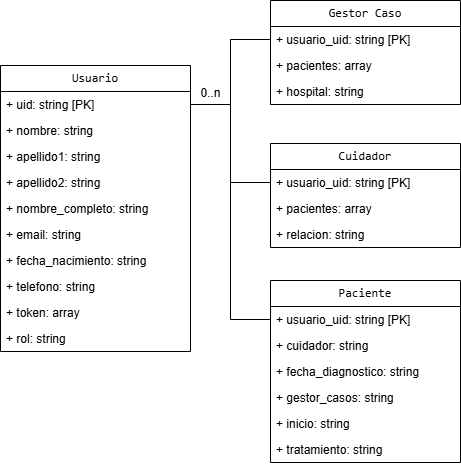 Usuario
+ uid: string [PK]
+ nombre: string
+ apellido1: string
+ apellido2: string
+ nombre_completo: string
+ email: string
+ fecha_nacimiento: string
+ telefono: string
+ token: array
+ rol: string
0..n
Gestor Caso
+ usuario_uid: string [PK]
+ pacientes: array
+ hospital: string
Cuidador
+ usuario_uid: string [PK]
+ pacientes: array
+ relacion: string
Paciente
+ usuario_uid: string [PK]
+ cuidador: string
+ fecha_diagnostico: string
+ gestor_casos: string
+ inicio: string
+ tratamiento: string